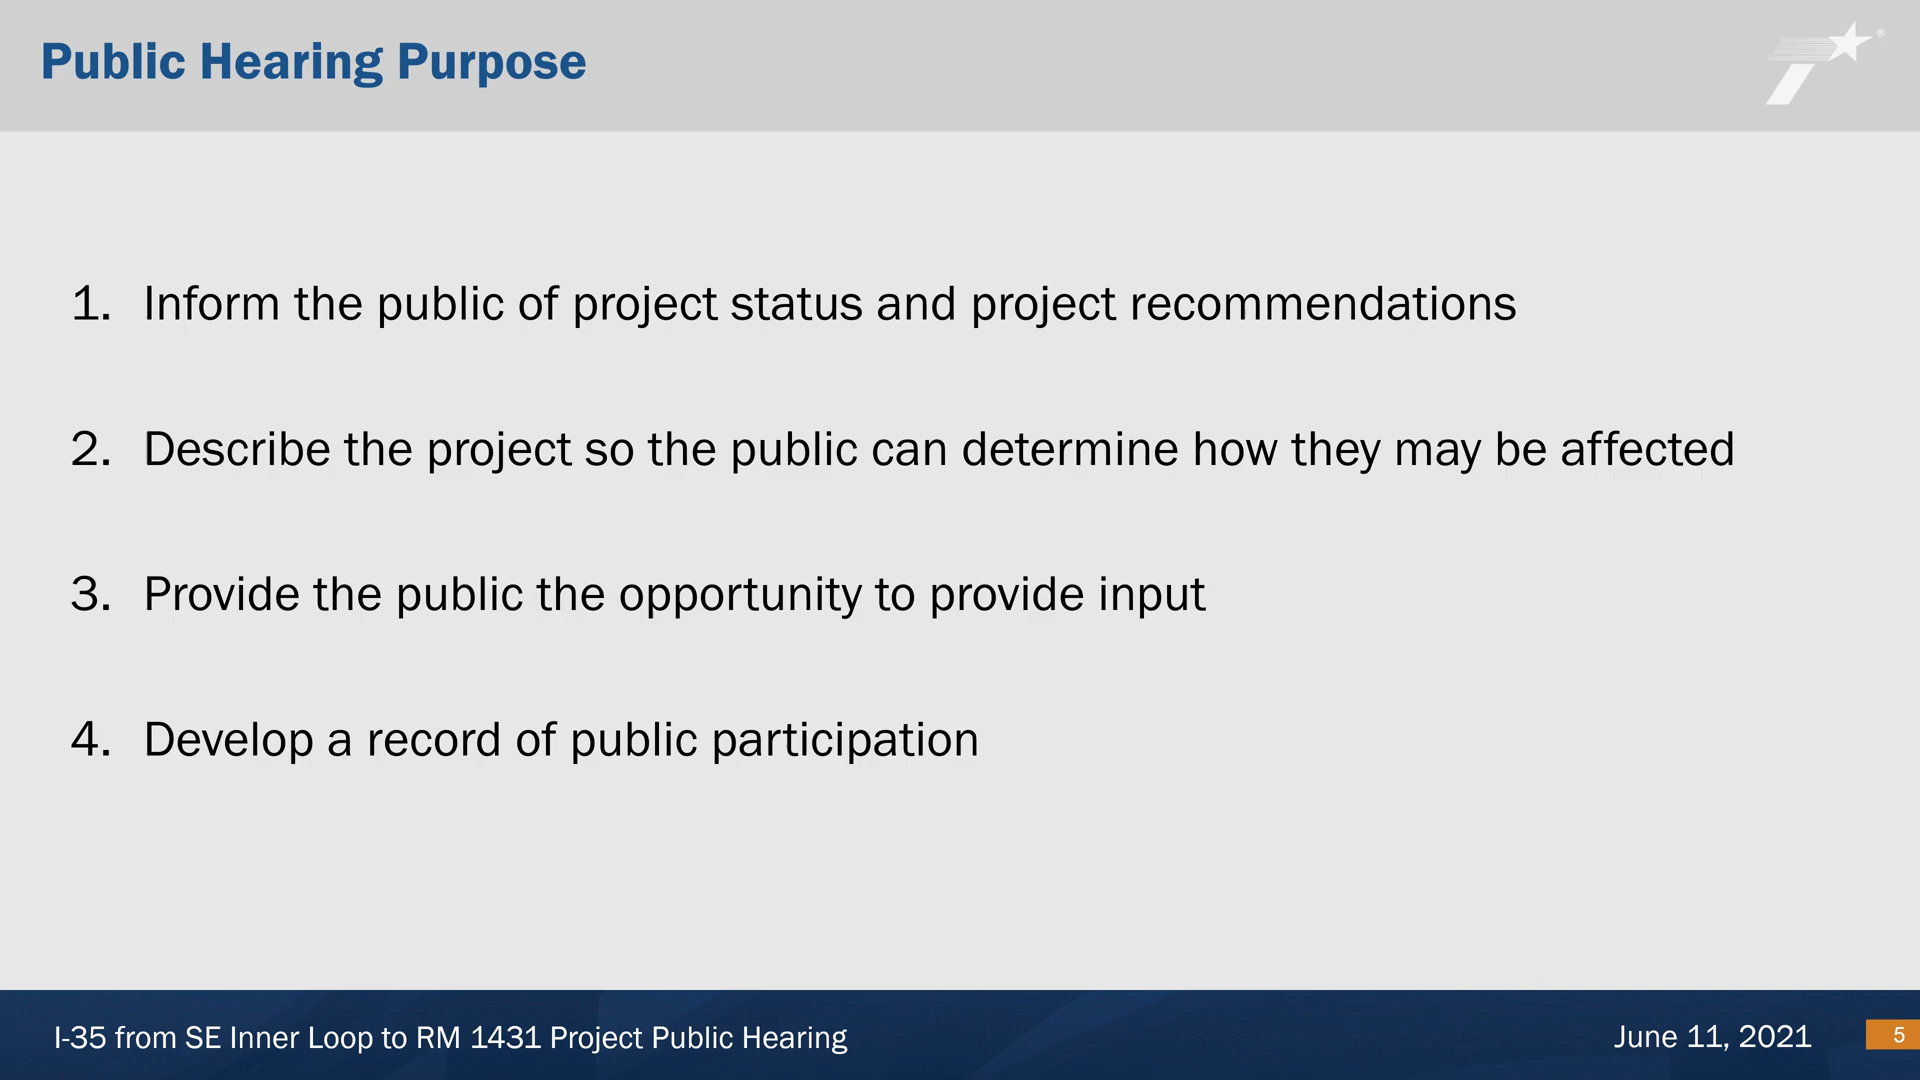 Public Hearing Purpose
®
1. Inform the public of project status and project recommendations
2. Describe the project so the public can determine how they may be affected
3. Provide the public the opportunity to provide input
4. Develop a record of public participation
I-35 from SE Inner Loop to RM 1431 Project Public Hearing
June 11, 2021
5